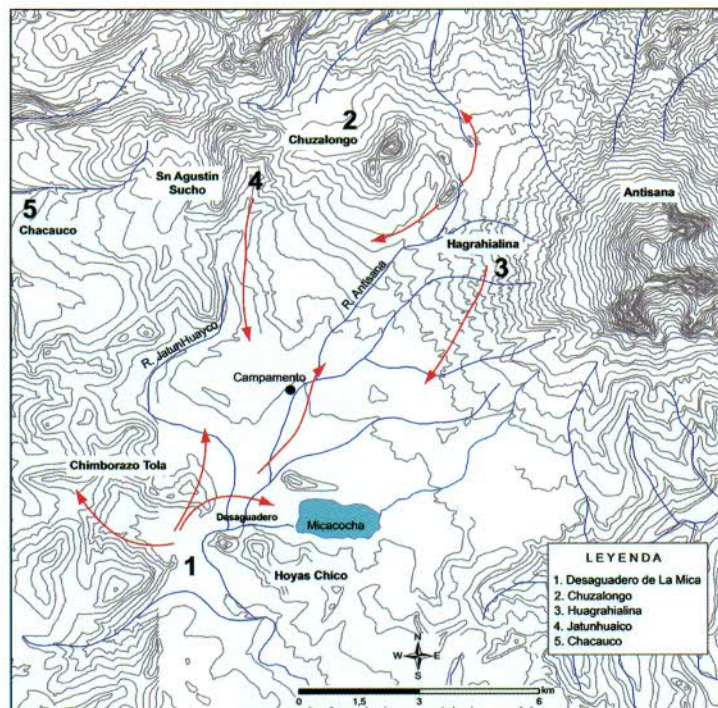 2
Chuzalongo
Sn Agustin
Sucho
4
Antisana
5
Chacauco
Hagrahialina
3
R. Antisana
R. JatunHuayco
Campamento
Chimborazo Tola
Desaguadero
Micacocha
1
Hoyas Chico
LEYENDA
1. Desaguadero de La Mica
2. Chuzalongo
3. Huagrahialina
4. Jatunhuaico
5. Chacauco
N
W E
S
km
0 1,5 3 6